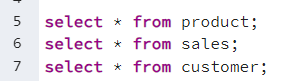 5 select * from product;
6 select * from sales;
7 select * from customer;